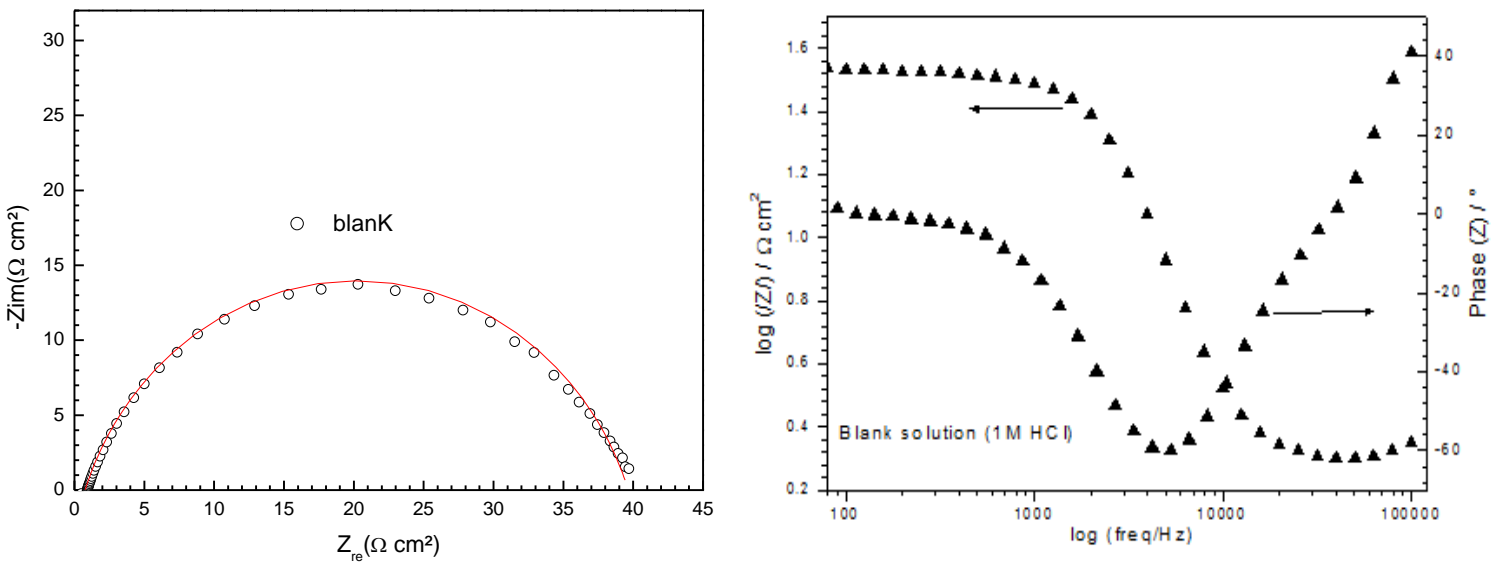 30
25
20
15
10
5
0
-Zim(Ω cm²)
blanK
0 5 10 15 20 25 30 35 40 45
Z_re(Ω cm²)
1.6
1.4
1.2
1.0
0.8
0.6
0.4
0.2
log (/Z/) / Ω cm²
Blank solution (1M HCl)
100 1000 10000 100000
log (freq/Hz)
40
20
0
-20
-40
-60
Phase (Z) / °